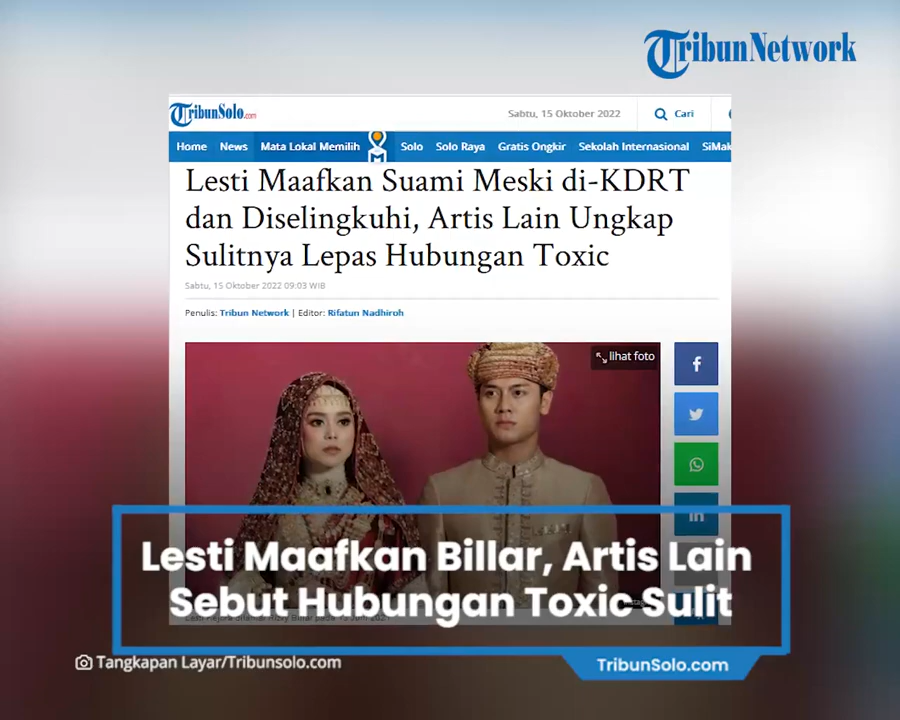 TribunNetwork
TribunSolo.com
Sabtu, 15 Oktober 2022
Cari
Home News Mata Lokal Memilih Solo Solo Raya Gratis Ongkir Sekolah Internasional SiMak
Lesti Maafkan Suami Meski di-KDRT
dan Diselingkuhi, Artis Lain Ungkap
Sulitnya Lepas Hubungan Toxic
Sabtu, 15 Oktober 2022 09:03 WIB
Penulis: Tribun Network | Editor: Rifatun Nadhiroh
lihat foto
Lesti Maafkan Billar, Artis Lain
Sebut Hubungan Toxic Sulit
Tangkapan Layar/Tribunsolo.com
TribunSolo.com